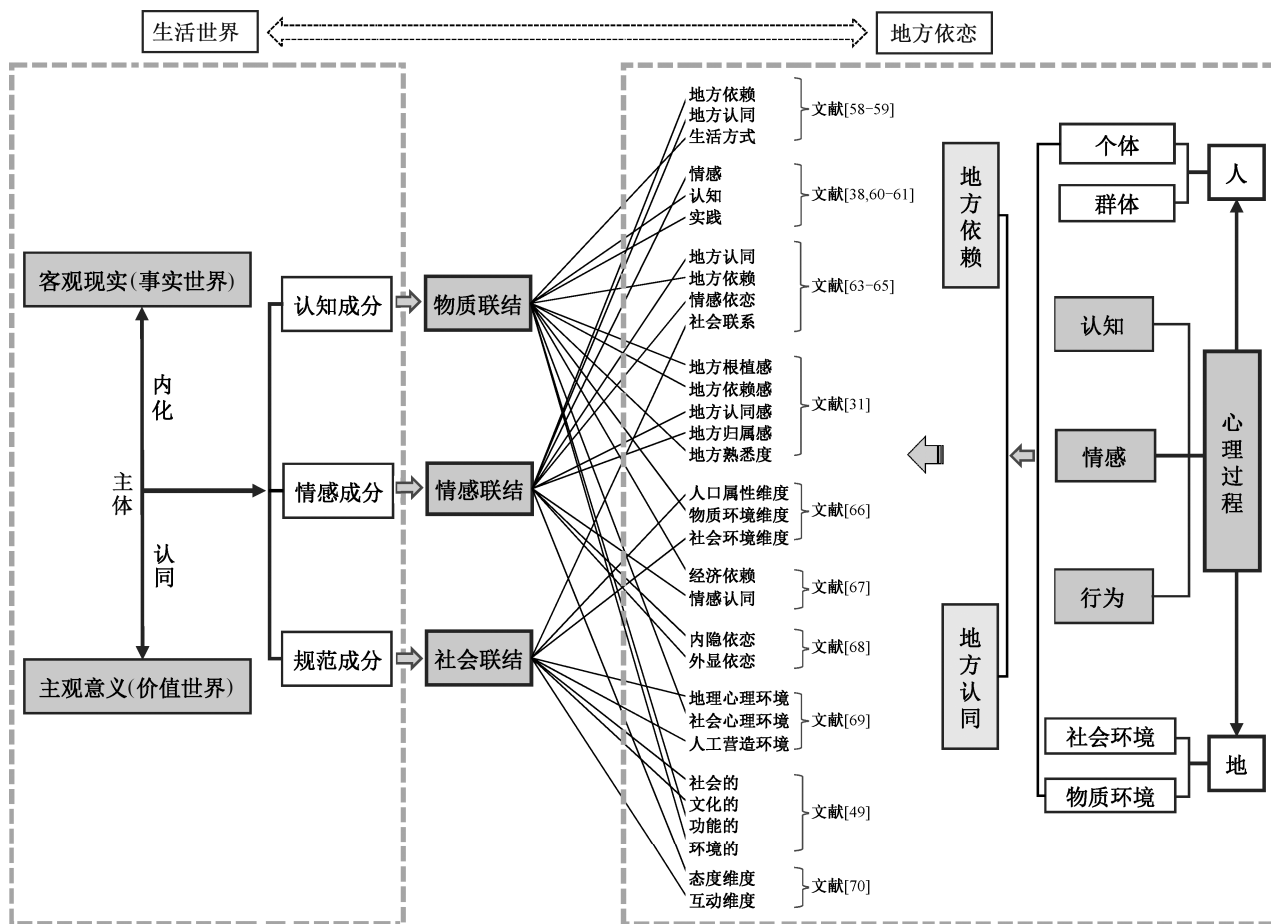 生活世界
地方依恋
客观现实(事实世界)
内化
主体
认同
主观意义(价值世界)
认知成分
情感成分
规范成分
物质联结
情感联结
社会联结
地方依赖
地方认同
生活方式
文献[58-59]
情感
认知
实践
文献[38,60-61]
地方认同
地方依赖
情感依恋
社会联系
文献[63-65]
地方根植感
地方依赖感
地方认同感
地方归属感
地方熟悉度
文献[31]
人口属性维度
物质环境维度
社会环境维度
文献[66]
经济依赖
情感认同
文献[67]
内隐依恋
外显依恋
文献[68]
地理心理环境
社会心理环境
人工营造环境
文献[69]
社会的
文化的
功能的
环境的
文献[49]
态度维度
互动维度
文献[70]
地方依赖
地方认同
个体
群体
人
认知
情感
行为
心理过程
社会环境
物质环境
地